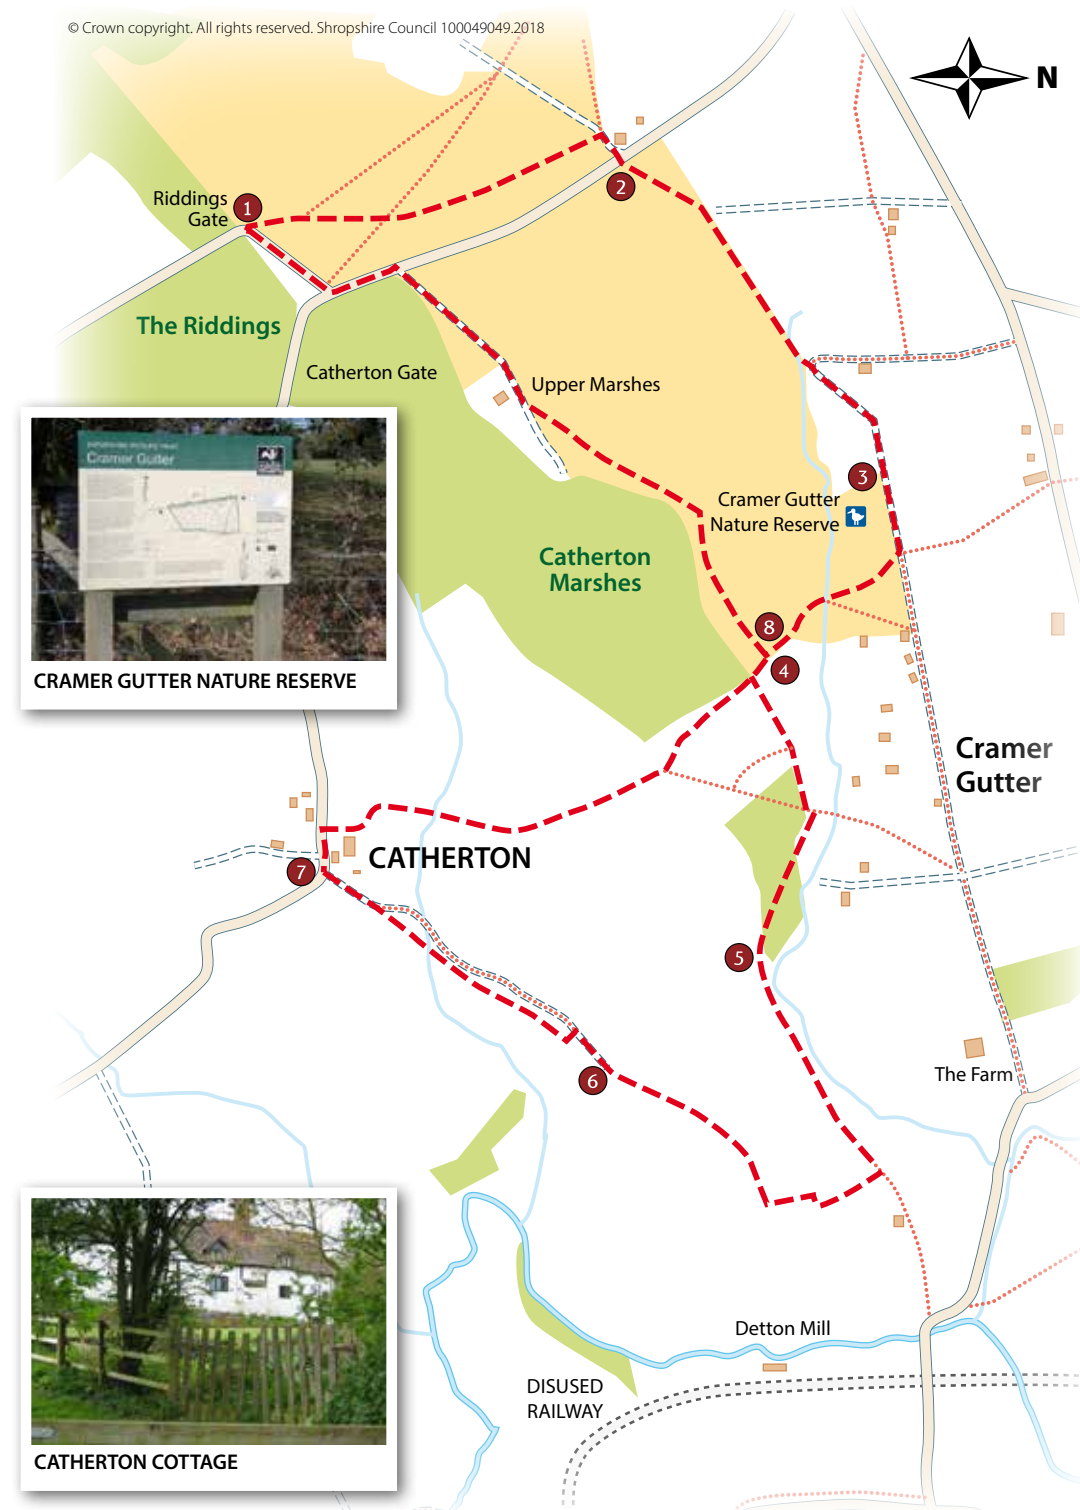 © Crown copyright. All rights reserved. Shropshire Council 100049049.2018
N
Riddings
Gate
1
2
The Riddings
Catherton Gate
Upper Marshes
Cramer Gutter
3
Cramer Gutter
Nature Reserve
Catherton
Marshes
8
4
CRAMER GUTTER NATURE RESERVE
Cramer
Gutter
CATHERTON
7
5
The Farm
6
Detton Mill
DISUSED
RAILWAY
CATHERTON COTTAGE